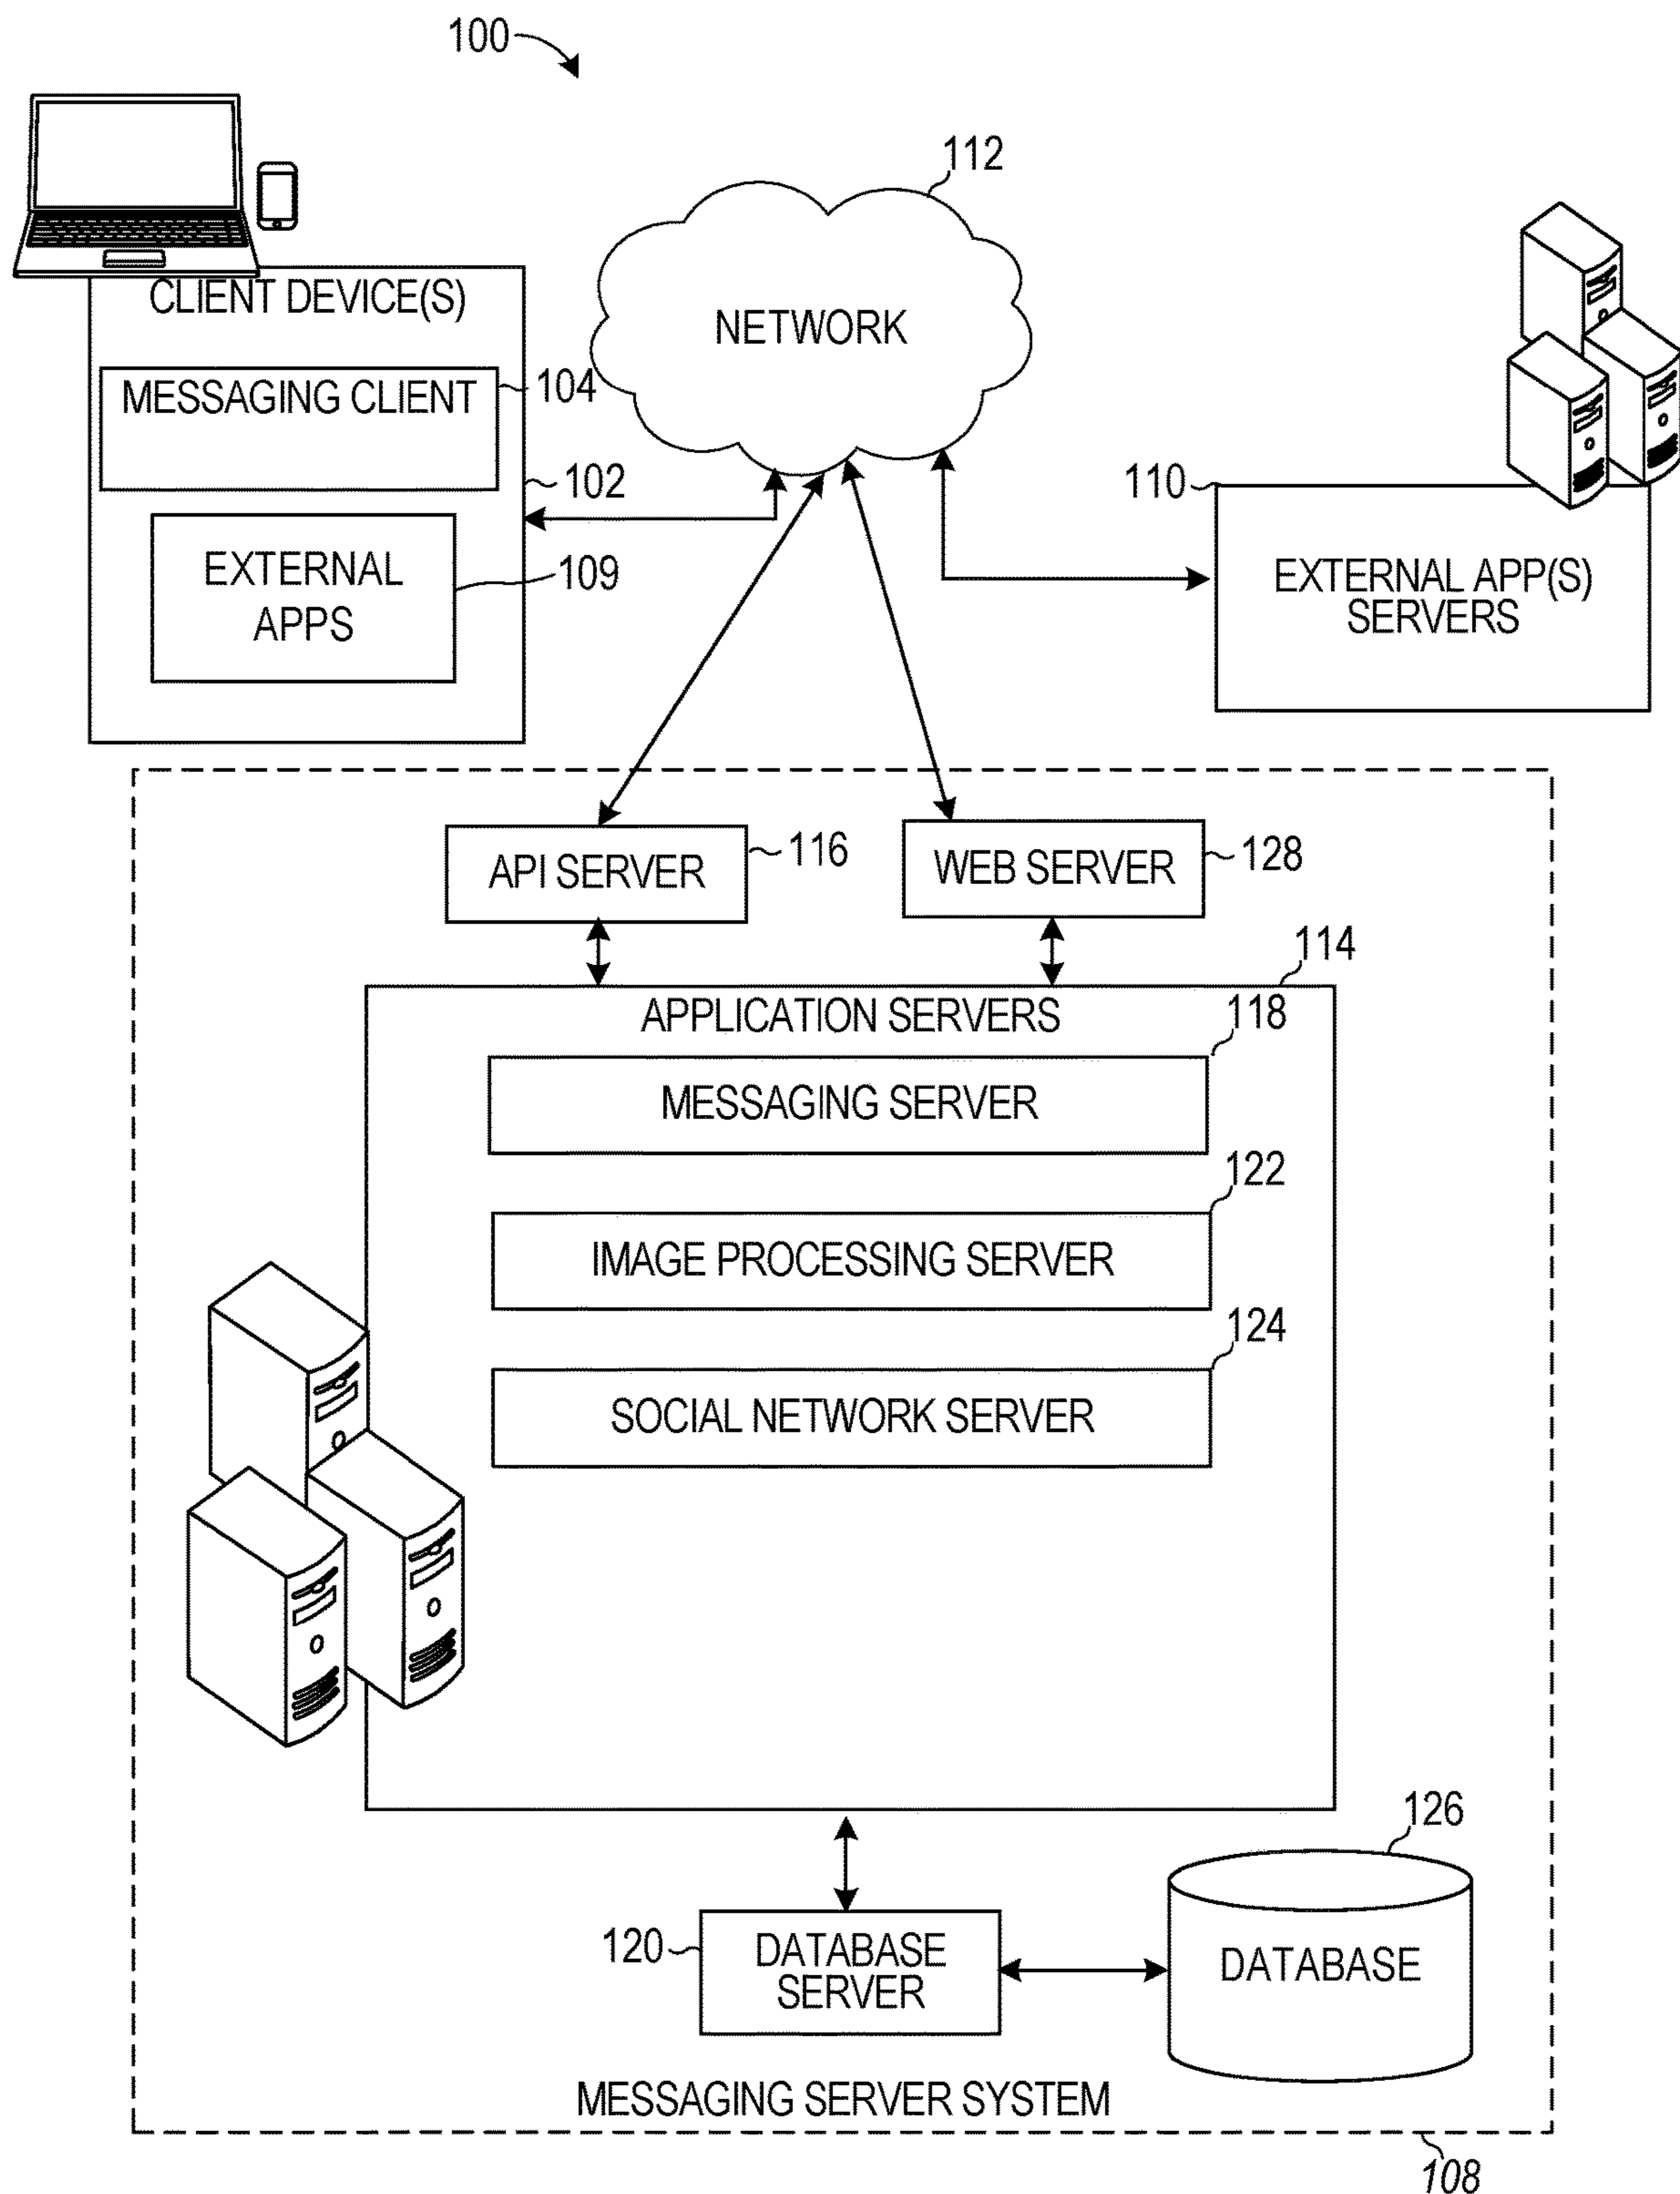 100
112
CLIENT DEVICE(S)
NETWORK
MESSAGING CLIENT
104
102
110
EXTERNAL
APPS
109
EXTERNAL APP(S)
SERVERS
API SERVER
116
WEB SERVER
128
114
APPLICATION SERVERS
118
MESSAGING SERVER
122
IMAGE PROCESSING SERVER
124
SOCIAL NETWORK SERVER
126
120
DATABASE
SERVER
DATABASE
MESSAGING SERVER SYSTEM
108